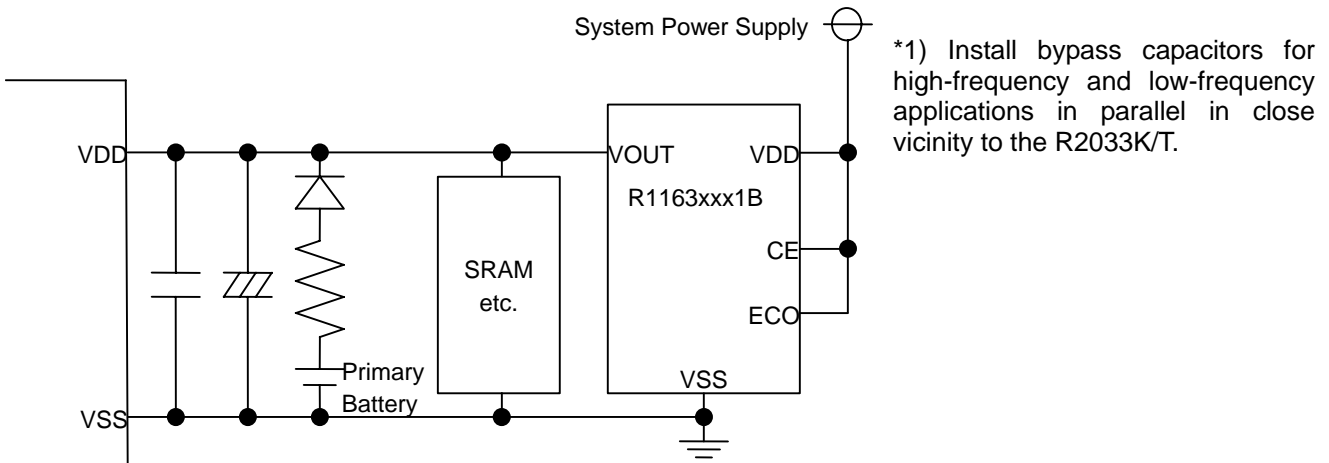 System Power Supply
*1) Install bypass capacitors for
high-frequency and low-frequency
applications in parallel in close
vicinity to the R2033K/T.
VDD
VOUT
VDD
R1163xxx1B
CE
SRAM
etc.
ECO
Primary
Battery
VSS
VSS